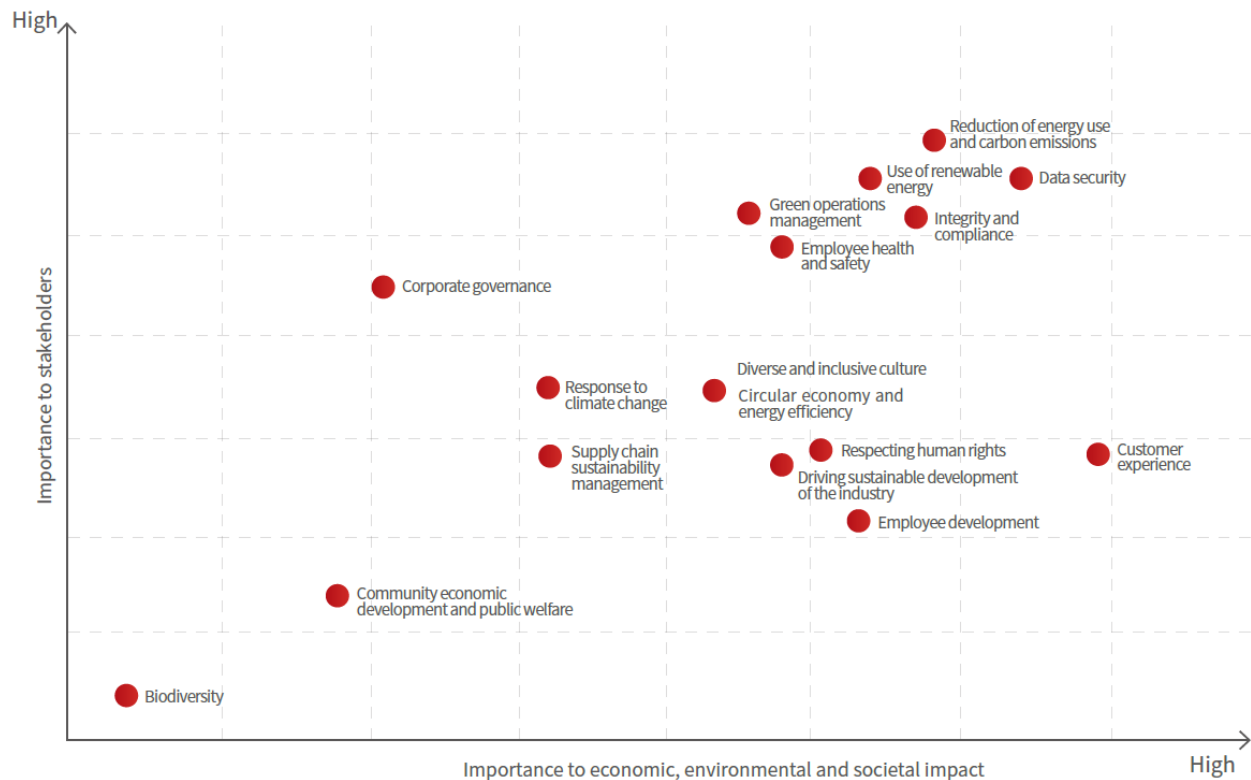 High
Reduction of energy use
and carbon emissions
Use of renewable
energy
Data security
Green operations
management
Integrity and
compliance
Employee health
and safety
Corporate governance
Diverse and inclusive culture
Response to
climate change
Circular economy and
energy efficiency
Supply chain
sustainability
management
Respecting human rights
Customer
experience
Driving sustainable development
of the industry
Employee development
Community economic
development and public welfare
Biodiversity
Importance to stakeholders
Importance to economic, environmental and societal impact
High